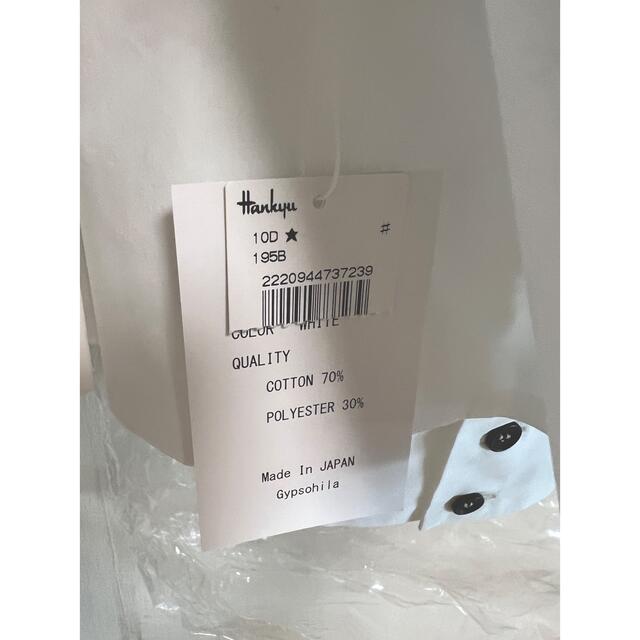 Hankyu
10D ★ #
195B
2220944737239
COLOR WHITE
QUALITY
COTTON 70%
POLYESTER 30%
Made In JAPAN
Gypsohila